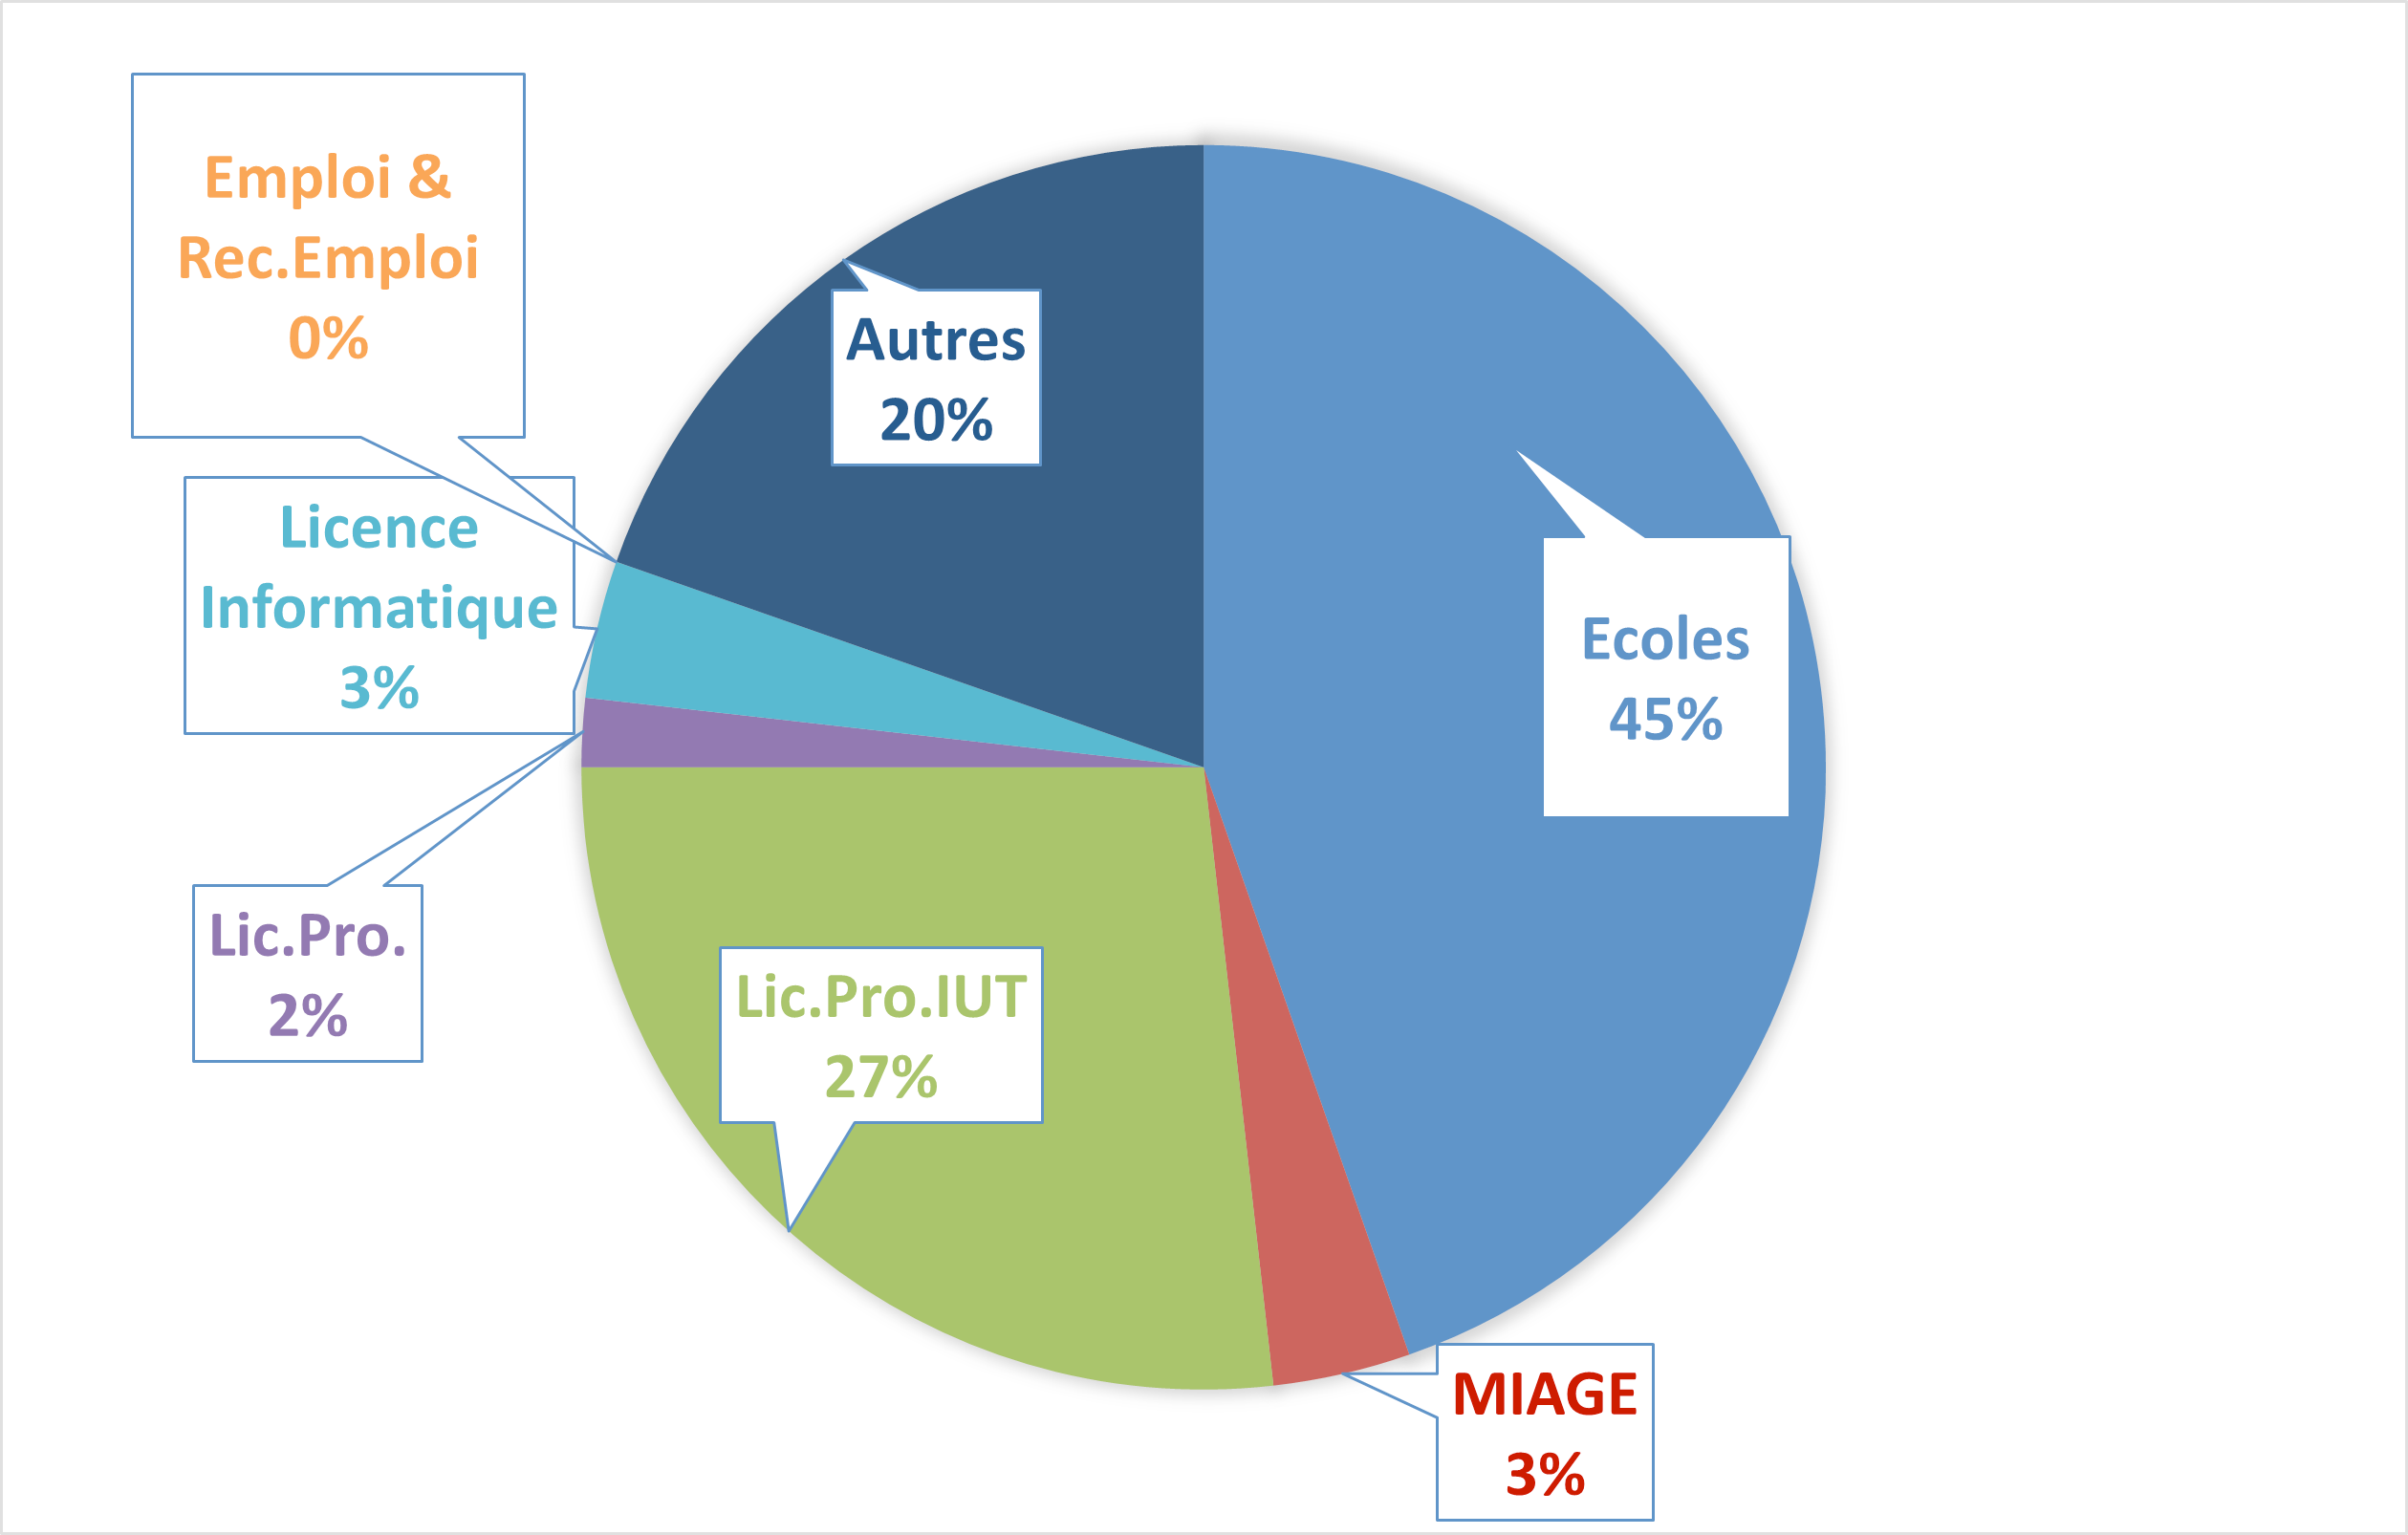 Emploi &
Rec.Emploi
0%
Autres
20%
Licence
Informatique
3%
Ecoles
45%
Lic.Pro.
2%
Lic.Pro.IUT
27%
MIAGE
3%